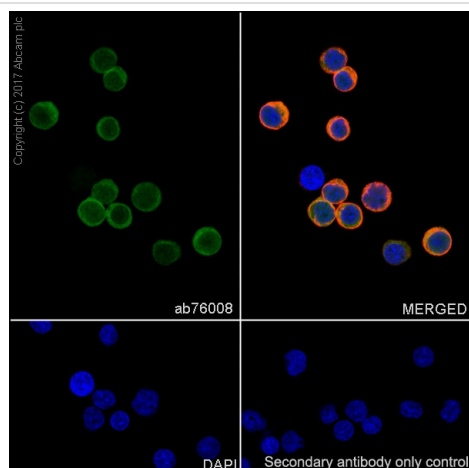 Copyright (c) 2017 Abcam plc
ab76008
MERGED
DAPI
Secondary antibody only control